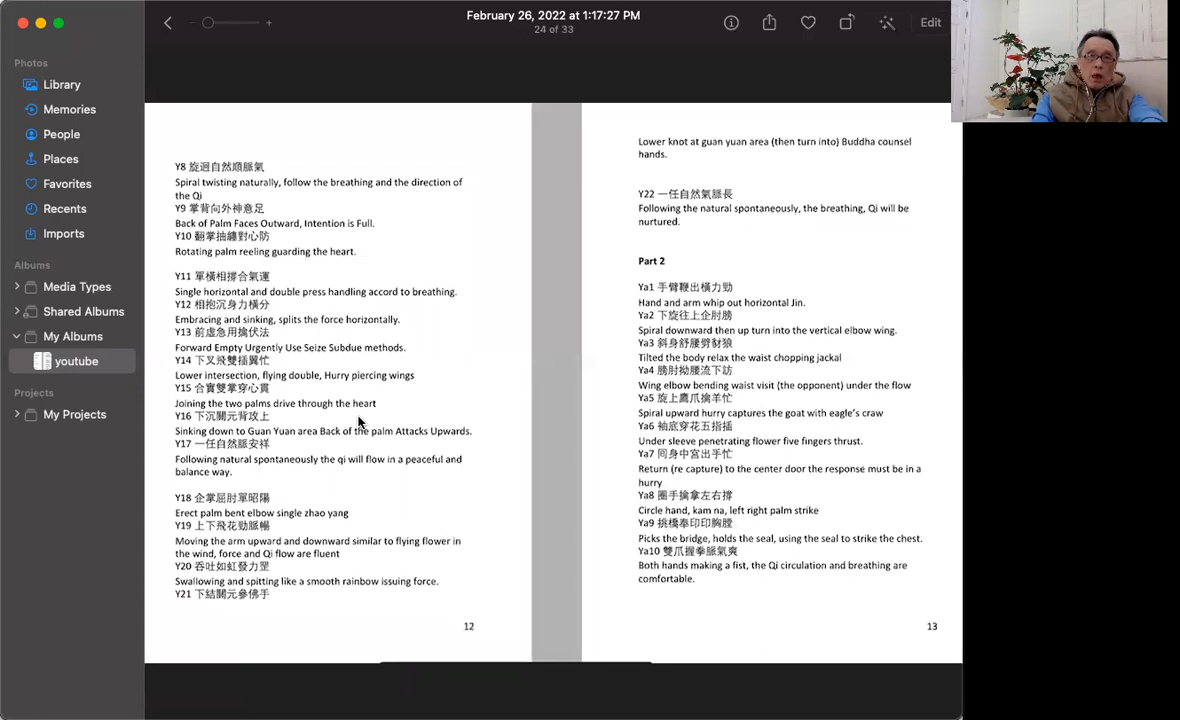 February 26, 2022 at 1:17:27 PM
24 of 33
Edit
Photos
Library
Memories
People
Places
Favorites
Recents
Imports
Albums
Media Types
Shared Albums
My Albums
youtube
Projects
My Projects
Y8 旋迴自然順脈氣
Spiral twisting naturally, follow the breathing and the direction of
the Qi
Y9 掌背向外神意足
Back of Palm Faces Outward, Intention is Full.
Y10 翻掌抽纏對心防
Rotating palm reeling guarding the heart.
Y11 單橫相撐合氣運
Single horizontal and double press handling accord to breathing.
Y12 相抱沉身力橫分
Embracing and sinking, splits the force horizontally.
Y13 前虛急用擒伏法
Forward Empty Urgently Use Seize Subdue methods.
Y14 下叉飛雙插翼忙
Lower intersection, flying double, Hurry piercing wings
Y15 合實雙掌穿心貫
Joining the two palms drive through the heart
Y16 下沉關元背攻上
Sinking down to Guan Yuan area Back of the palm Attacks Upwards.
Y17 一任自然脈安祥
Following natural spontaneously the qi will flow in a peaceful and
balance way.
Y18 企掌屈肘單昭陽
Erect palm bent elbow single zhao yang
Y19 上下飛花勁脈暢
Moving the arm upward and downward similar to flying flower in
the wind, force and Qi flow are fluent
Y20 吞吐如虹發力罡
Swallowing and spitting like a smooth rainbow issuing force.
Y21 下結關元參佛手
12
Lower knot at guan yuan area (then turn into) Buddha counsel
hands.
Y22 一任自然氣脈長
Following the natural spontaneously, the breathing, Qi will be
nurtured.
Part 2
Ya1 手臂鞭出橫力勁
Hand and arm whip out horizontal Jin.
Ya2 下旋往上企肘膀
Spiral downward then up turn into the vertical elbow wing.
Ya3 斜身舒腰劈豺狼
Tilted the body relax the waist chopping jackal
Ya4 膀肘拗腰流下訪
Wing elbow bending waist visit (the opponent) under the flow
Ya5 旋上鷹爪擒羊忙
Spiral upward hurry captures the goat with eagle's craw
Ya6 袖底穿花五指插
Under sleeve penetrating flower five fingers thrust.
Ya7 囘身中宮出手忙
Return (re capture) to the center door the response must be in a
hurry
Ya8 圈手擒拿左右撐
Circle hand, kam na, left right palm strike
Ya9 挑橋奉印印胸膛
Picks the bridge, holds the seal, using the seal to strike the chest.
Ya10 雙爪握拳脈氣爽
Both hands making a fist, the Qi circulation and breathing are
comfortable.
13